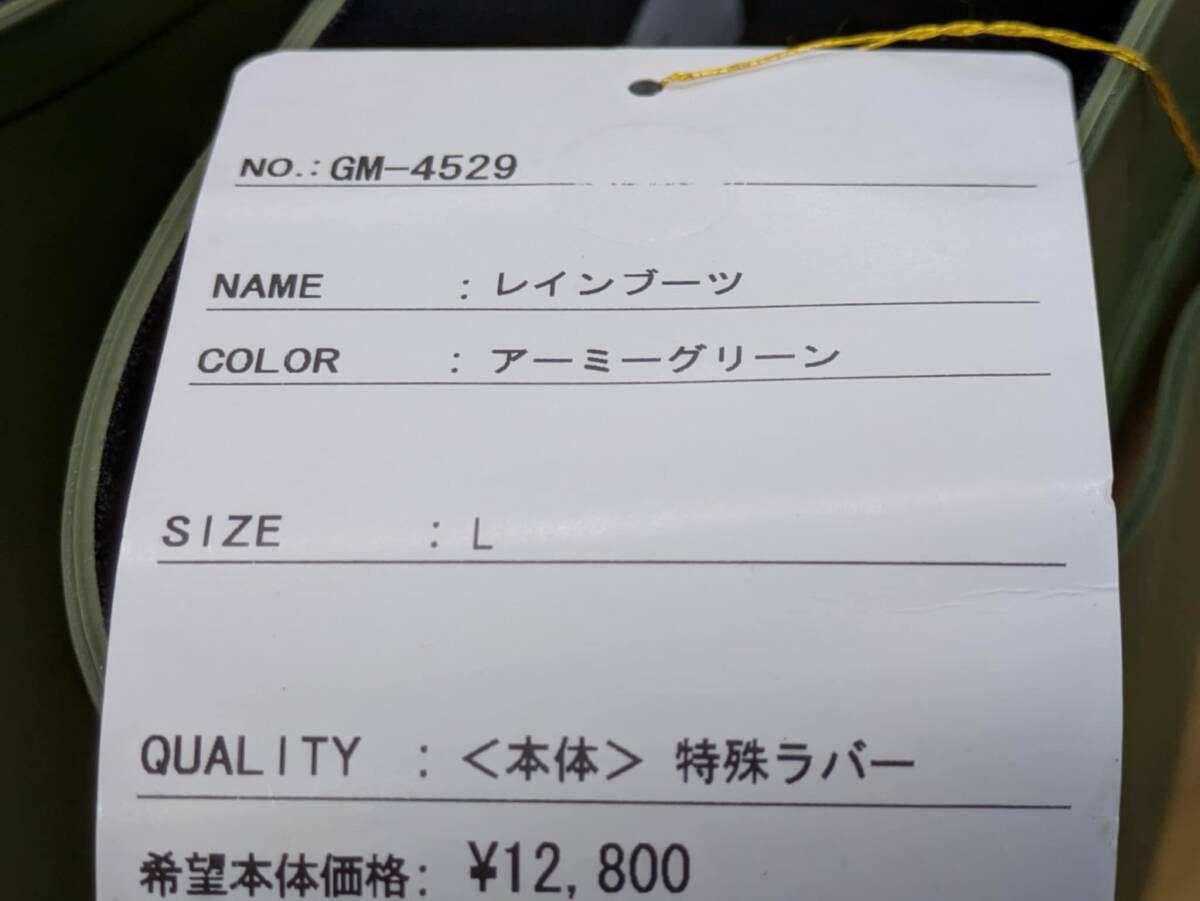 NO.: GM-4529
NAME : レインブーツ
COLOR : アーミーグリーン
SIZE : L
QUALITY : <本体> 特殊ラバー
希望本体価格: ¥12,800